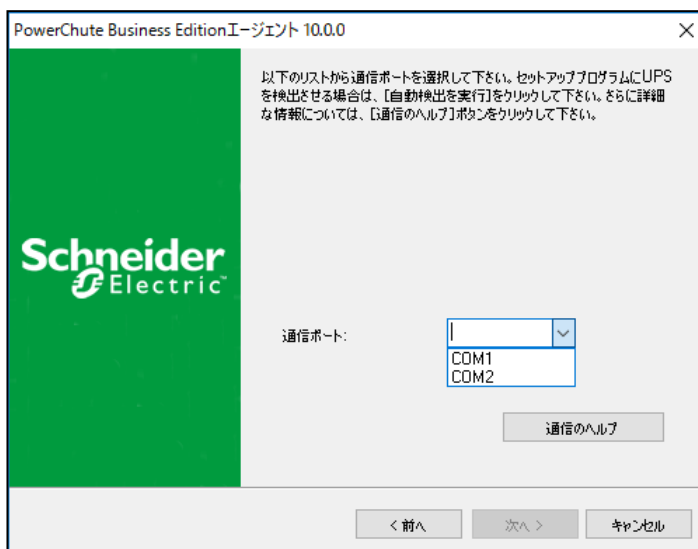 PowerChute Business Editionエージェント 10.0.0
以下のリストから通信ポートを選択して下さい。セットアッププログラムにUPS
を検出させる場合は、[自動検出を実行]をクリックして下さい。さらに詳細
な情報については、[通信のヘルプ]ボタンをクリックして下さい。
Schneider
Electric
通信ポート:
COM1
COM2
通信のヘルプ
< 前へ
次へ >
キャンセル